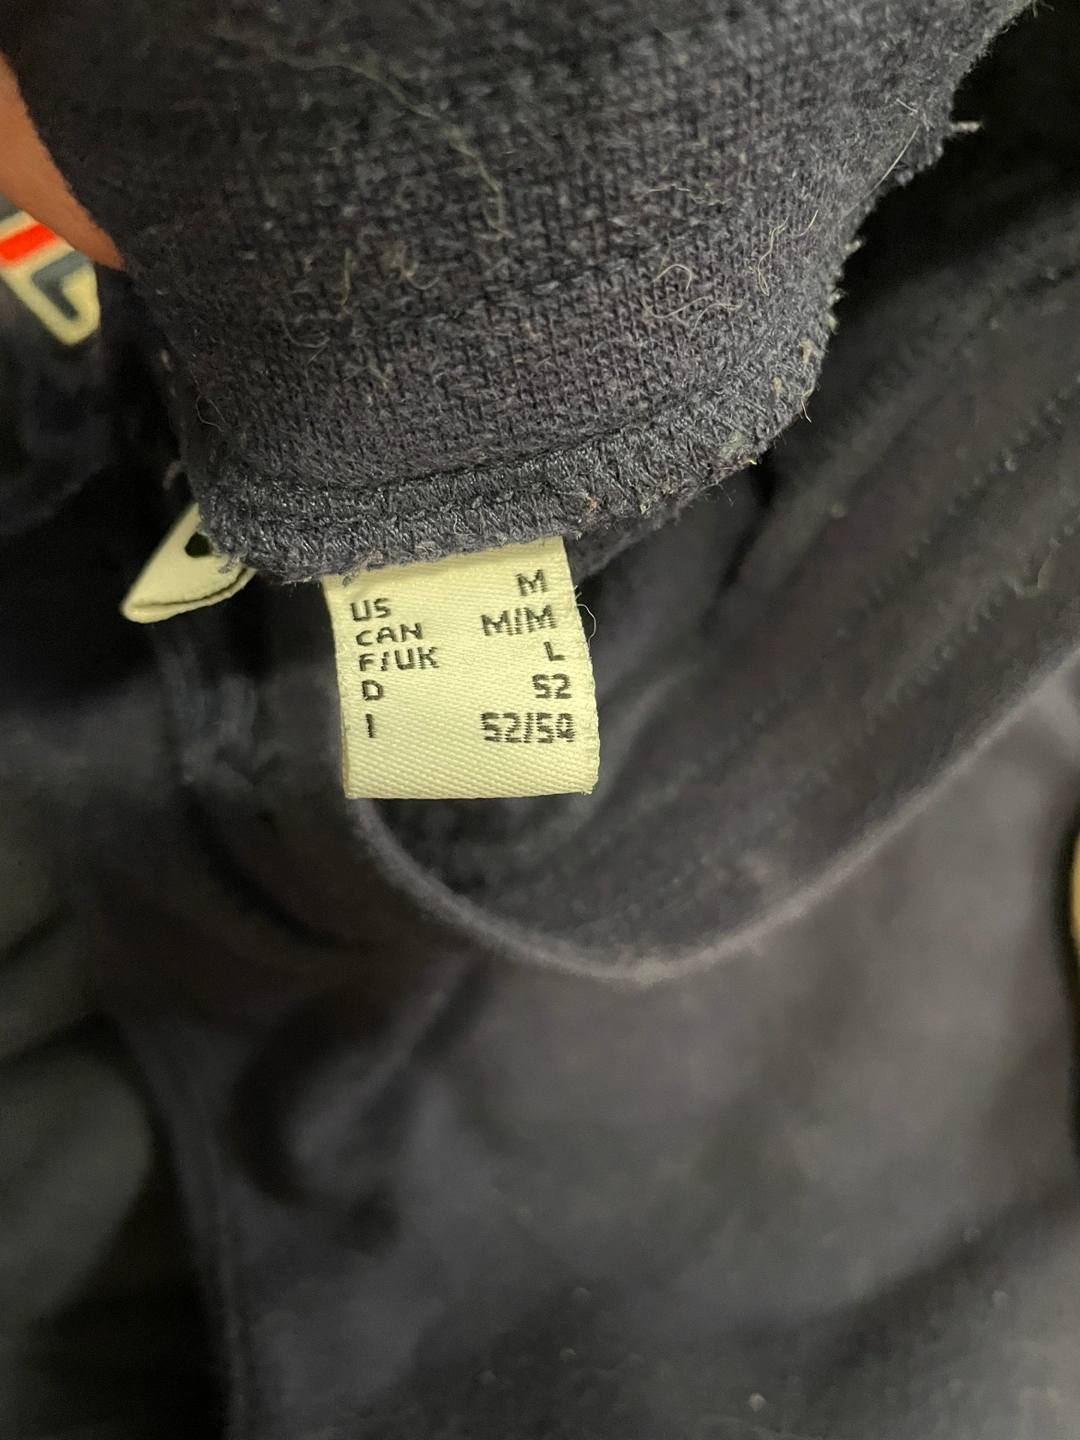 US M
CAN M/M
F/UK L
D 52
I 52/54